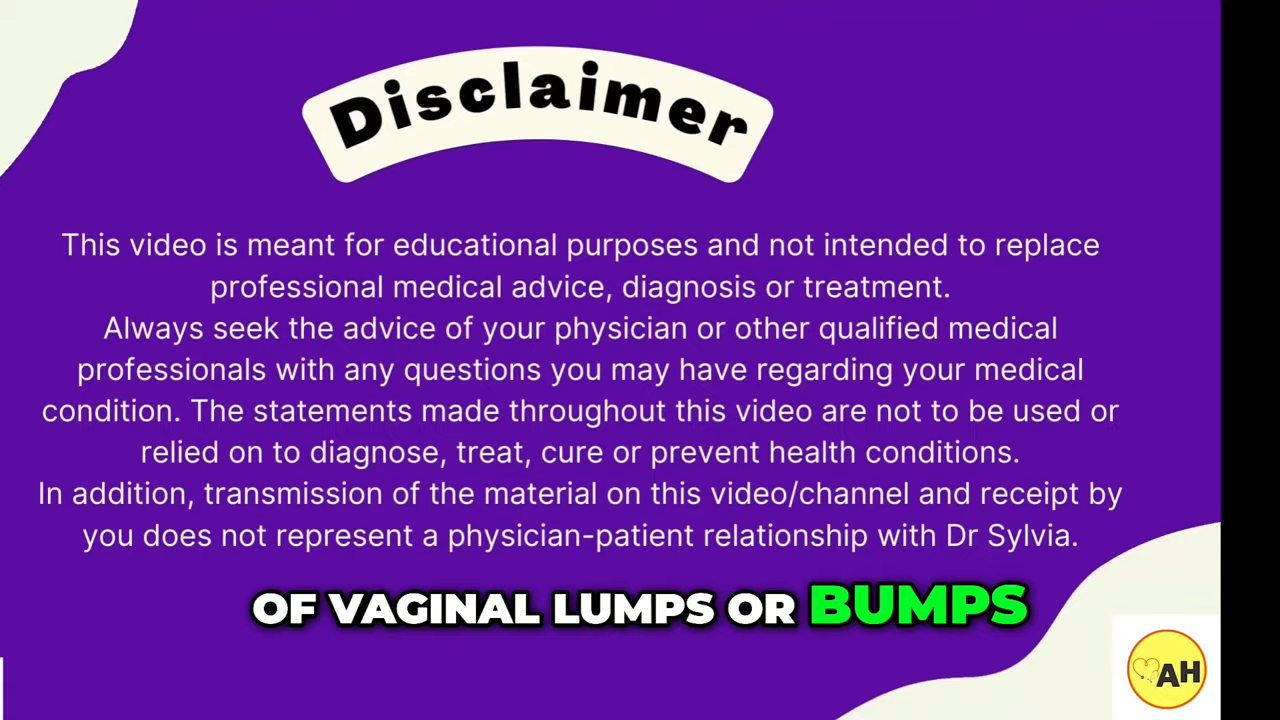 Disclaimer
This video is meant for educational purposes and not intended to replace
professional medical advice, diagnosis or treatment.
Always seek the advice of your physician or other qualified medical
professionals with any questions you may have regarding your medical
condition. The statements made throughout this video are not to be used or
relied on to diagnose, treat, cure or prevent health conditions.
In addition, transmission of the material on this video/channel and receipt by
you does not represent a physician-patient relationship with Dr Sylvia.
OF VAGINAL LUMPS OR BUMPS
AH